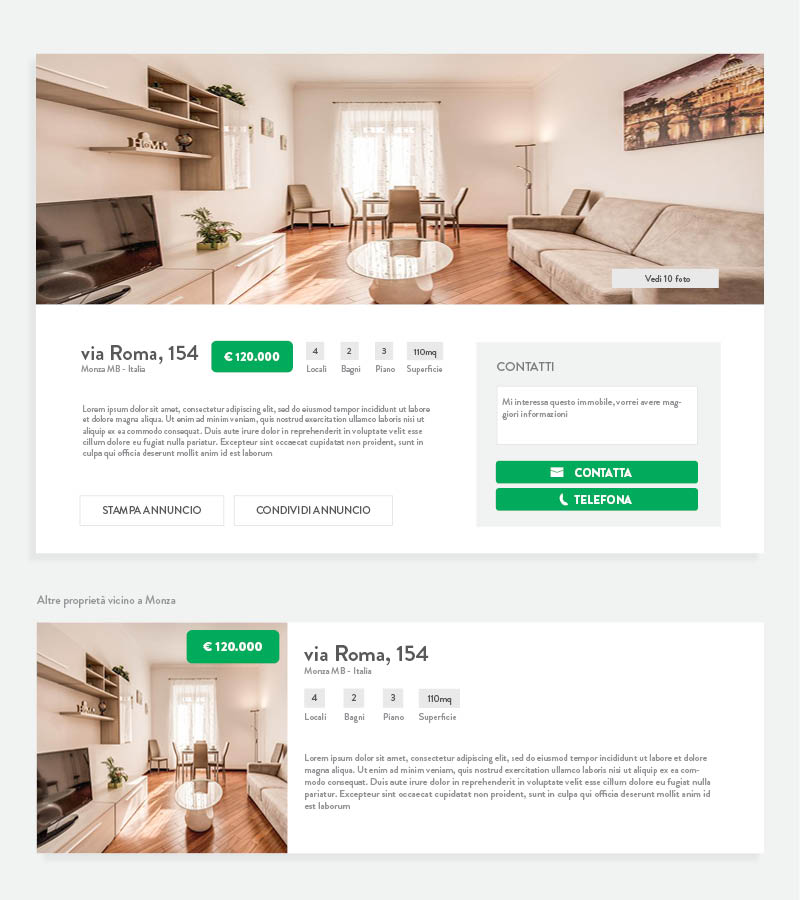 HOME
Vedi 10 foto
via Roma, 154
Monza MB - Italia
€ 120.000
4
2
3
110mq
Locali
Bagni
Piano
Superficie
Lorem ipsum dolor sit amet, consectetur adipiscing elit, sed do eiusmod tempor incididunt ut labore
et dolore magna aliqua. Ut enim ad minim veniam, quis nostrud exercitation ullamco laboris nisi ut
aliquip ex ea commodo consequat. Duis aute irure dolor in reprehenderit in voluptate velit esse
cillum dolore eu fugiat nulla pariatur. Excepteur sint occaecat cupidatat non proident, sunt in
culpa qui officia deserunt mollit anim id est laborum
STAMPA ANNUNCIO
CONDIVIDI ANNUNCIO
CONTATTI
Mi interessa questo immobile, vorrei avere mag-
giori informazioni
CONTATTA
TELEFONA
Altre proprietà vicino a Monza
€ 120.000
via Roma, 154
Monza MB - Italia
4
2
3
110mq
Locali
Bagni
Piano
Superficie
Lorem ipsum dolor sit amet, consectetur adipiscing elit, sed do eiusmod tempor incididunt ut labore et dolore
magna aliqua. Ut enim ad minim veniam, quis nostrud exercitation ullamco laboris nisi ut aliquip ex ea com-
modo consequat. Duis aute irure dolor in reprehenderit in voluptate velit esse cillum dolore eu fugiat nulla
pariatur. Excepteur sint occaecat cupidatat non proident, sunt in culpa qui officia deserunt mollit anim id
est laborum